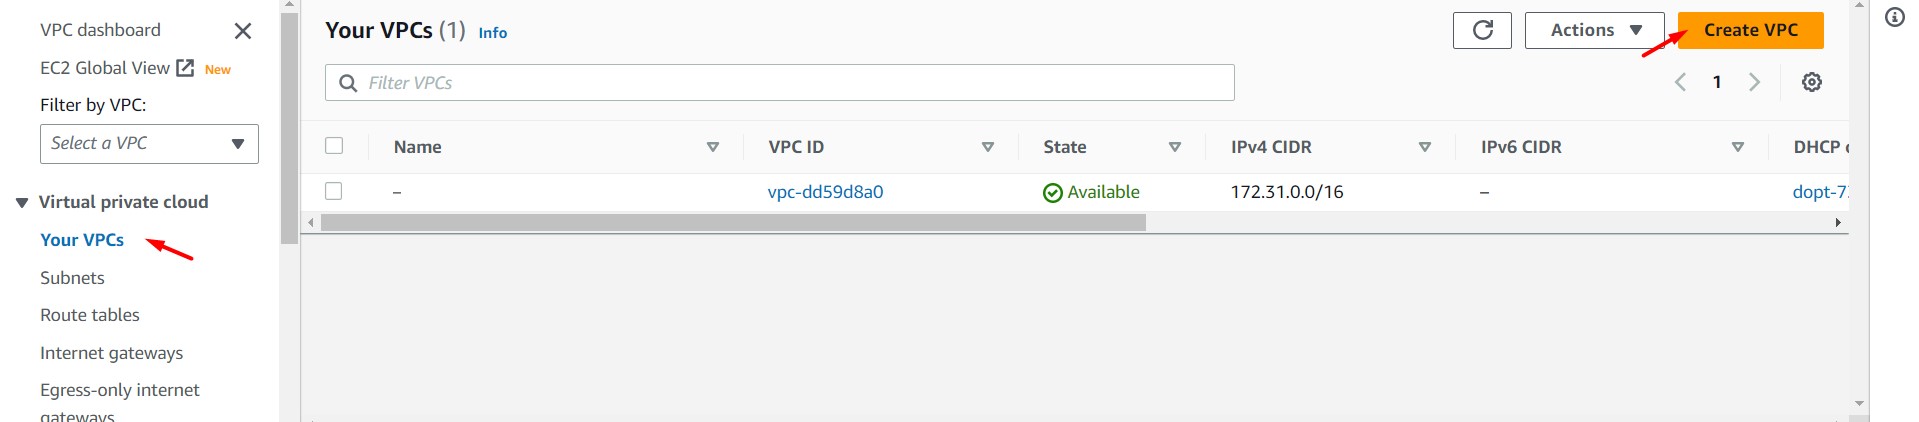 VPC dashboard
EC2 Global View New
Filter by VPC:
Select a VPC
Virtual private cloud
Your VPCs
Subnets
Route tables
Internet gateways
Egress-only internet
gateways
Your VPCs (1) Info
Actions
Create VPC
Filter VPCs
1
Name VPC ID State IPv4 CIDR IPv6 CIDR DHCP
– vpc-dd59d8a0 Available 172.31.0.0/16 – dopt-7